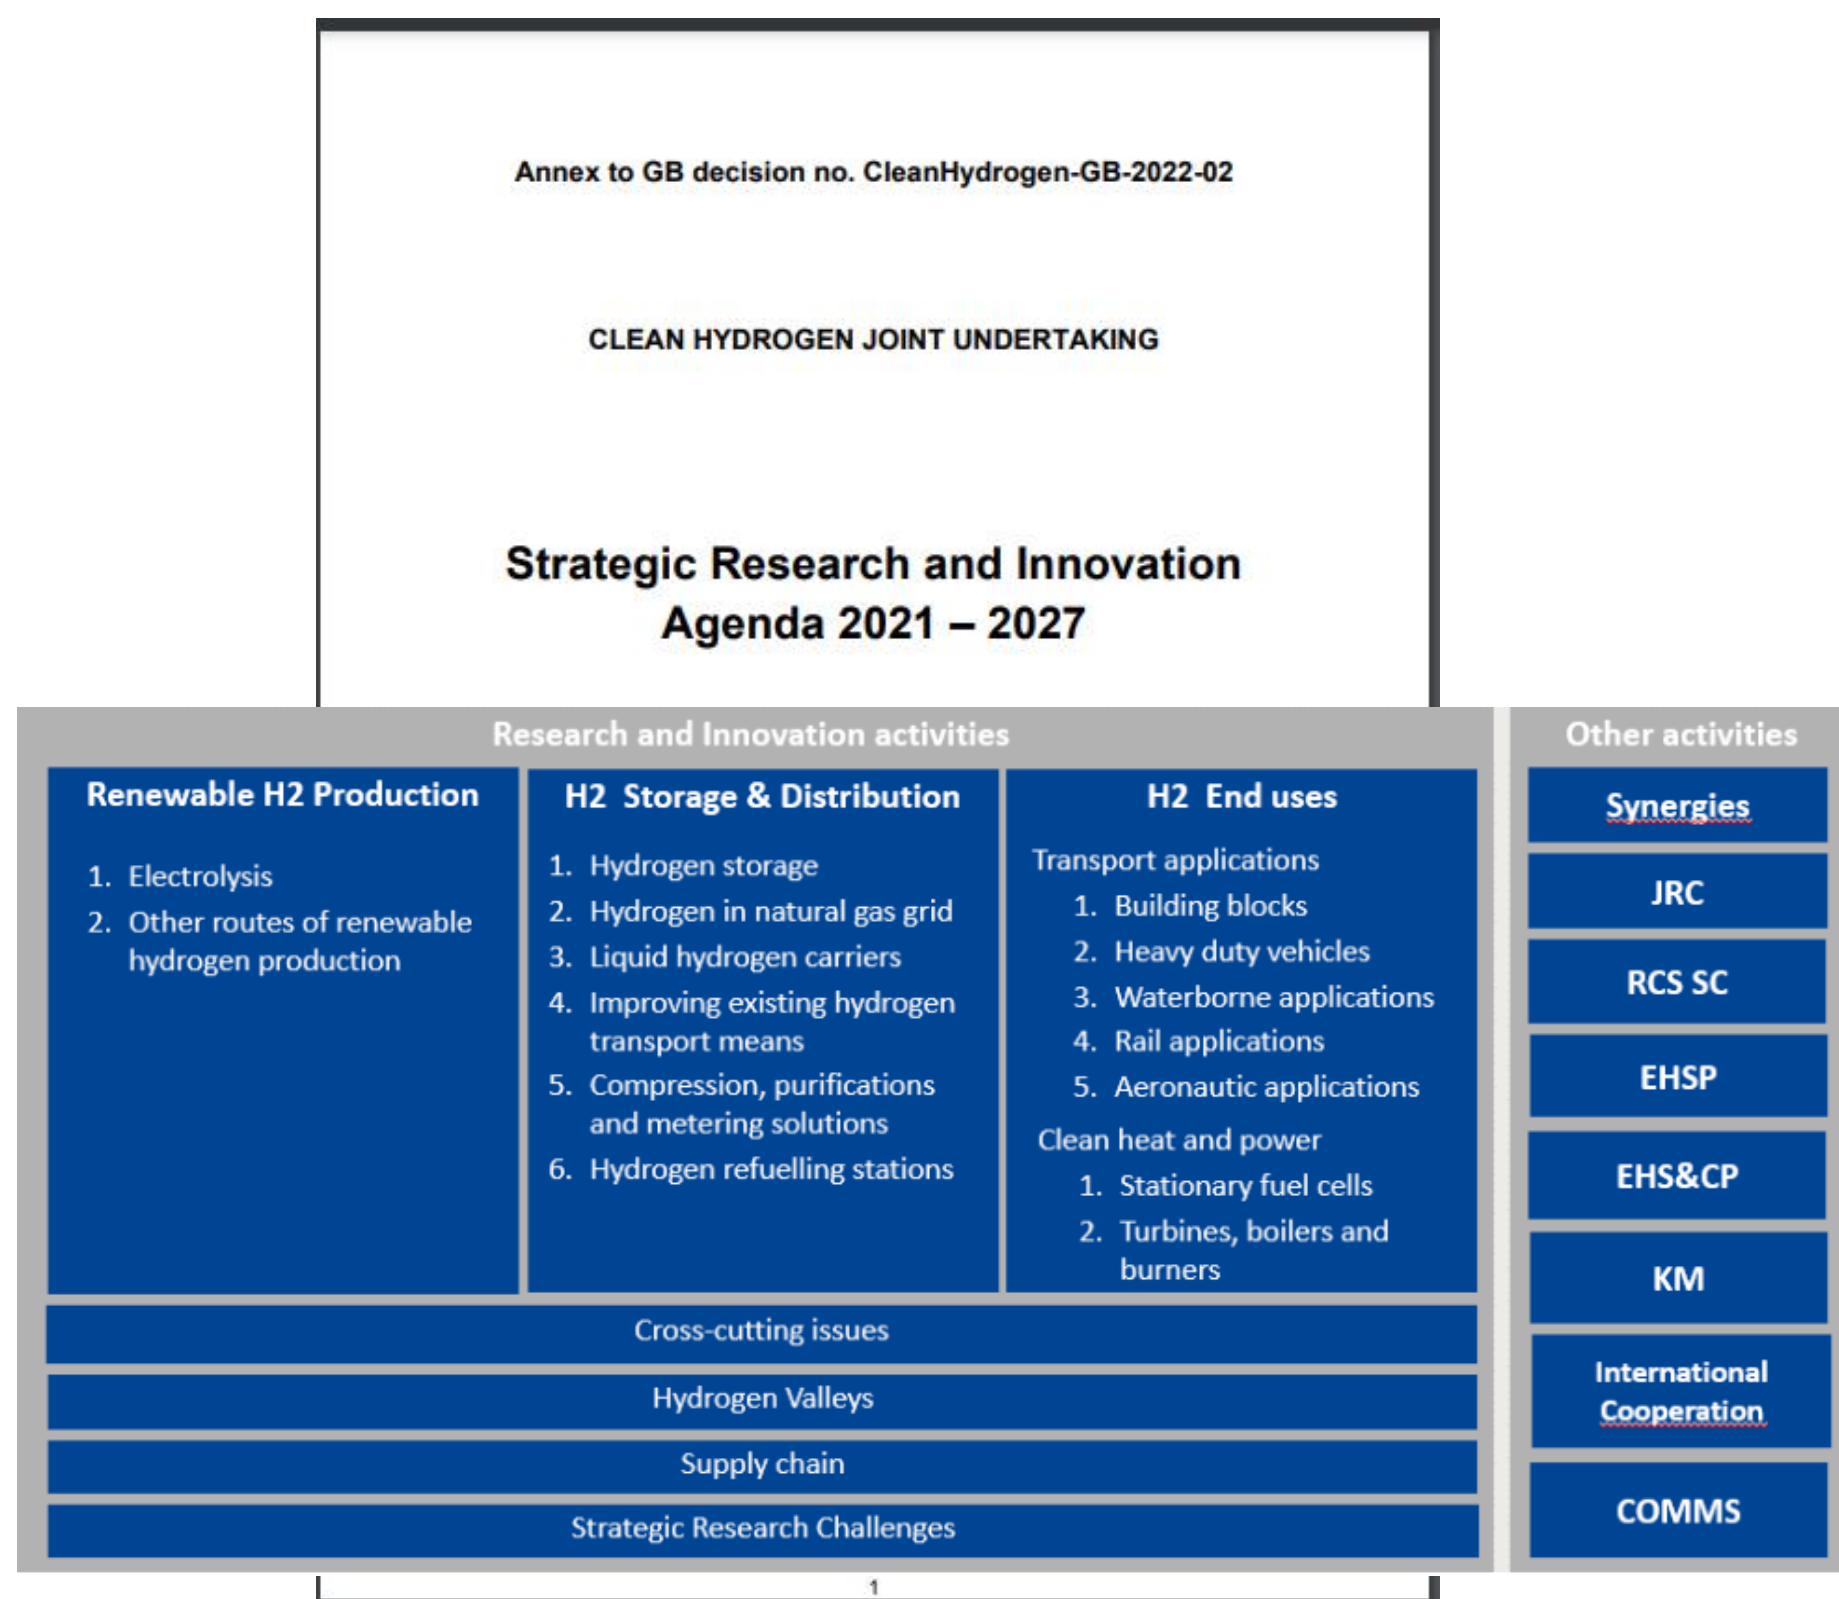 Annex to GB decision no. CleanHydrogen-GB-2022-02
CLEAN HYDROGEN JOINT UNDERTAKING
Strategic Research and Innovation
Agenda 2021 – 2027
Research and Innovation activities
Renewable H2 Production
1. Electrolysis
2. Other routes of renewable
hydrogen production
H2 Storage & Distribution
1. Hydrogen storage
2. Hydrogen in natural gas grid
3. Liquid hydrogen carriers
4. Improving existing hydrogen
transport means
5. Compression, purifications
and metering solutions
6. Hydrogen refuelling stations
H2 End uses
Transport applications
1. Building blocks
2. Heavy duty vehicles
3. Waterborne applications
4. Rail applications
5. Aeronautic applications
Clean heat and power
1. Stationary fuel cells
2. Turbines, boilers and
burners
Cross-cutting issues
Hydrogen Valleys
Supply chain
Strategic Research Challenges
Other activities
Synergies
JRC
RCS SC
EHSP
EHS&CP
KM
International
Cooperation
COMMS
1